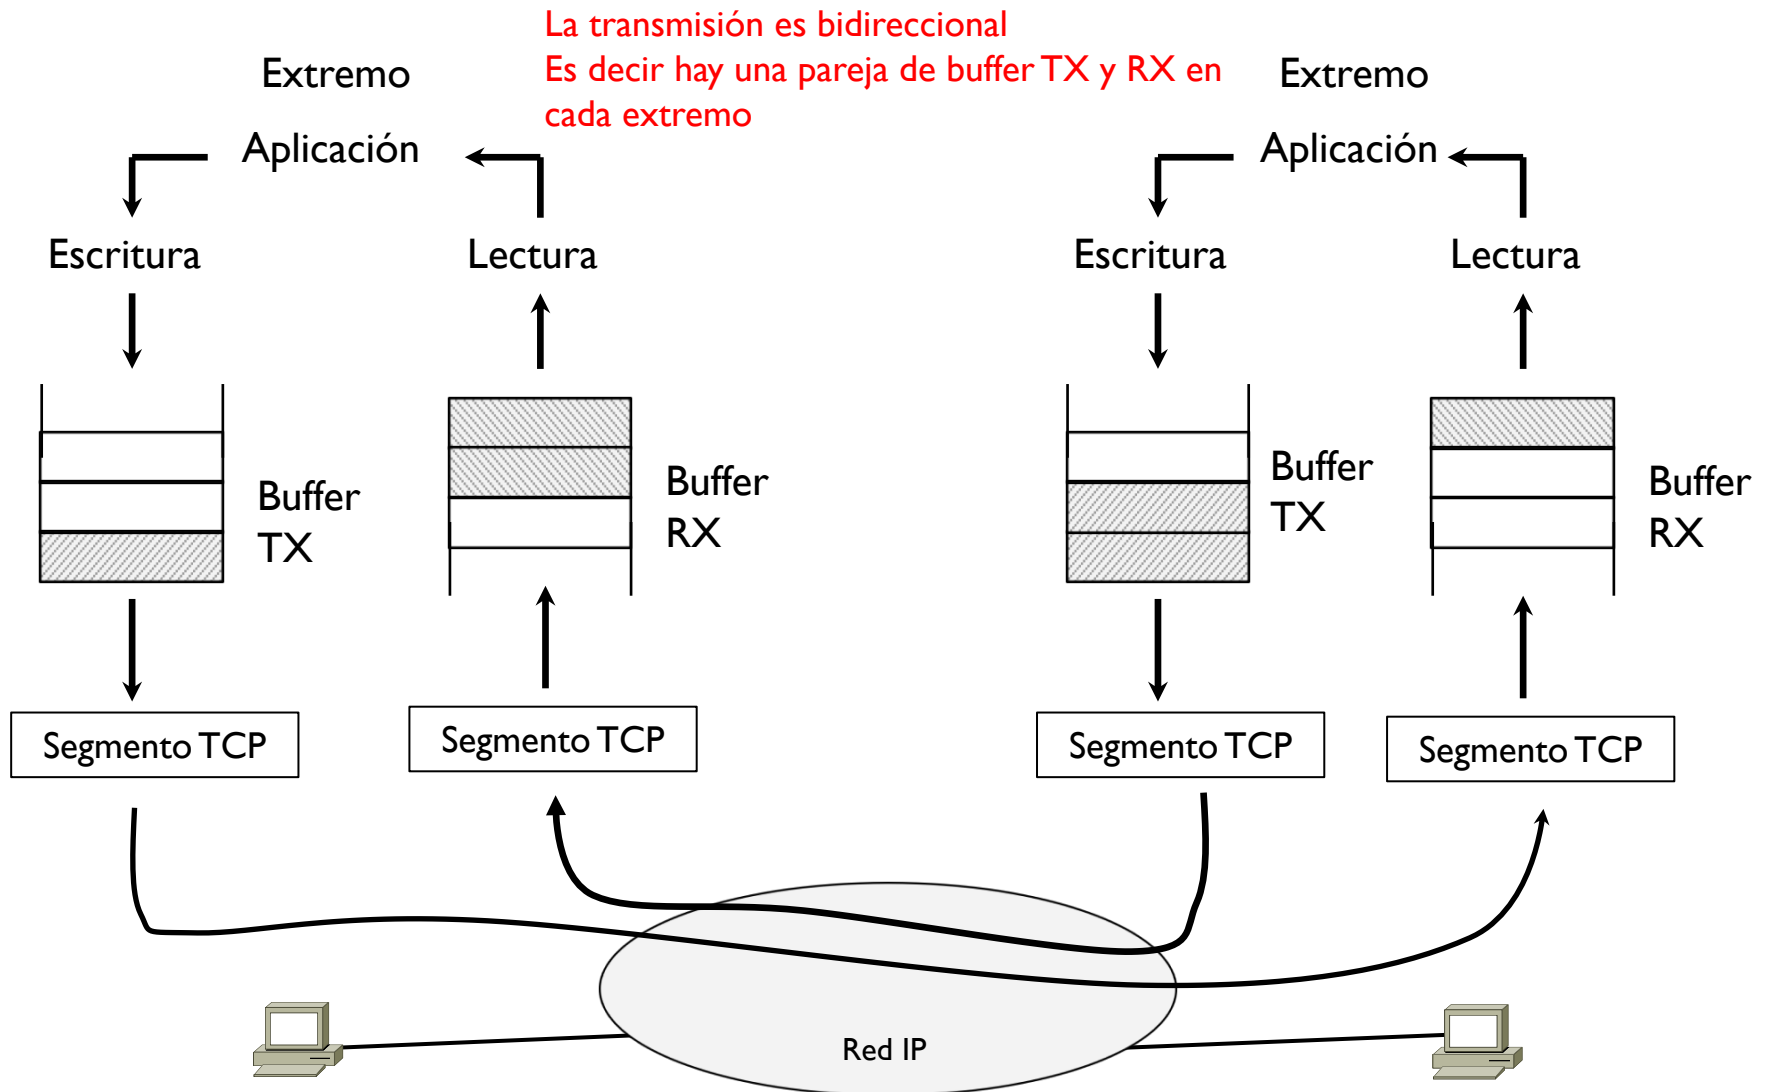 La transmisión es bidireccional
Es decir hay una pareja de buffer TX y RX en
cada extremo
Extremo
Aplicación
Extremo
Aplicación
Escritura
Lectura
Escritura
Lectura
Buffer
TX
Buffer
RX
Buffer
TX
Buffer
RX
Segmento TCP
Segmento TCP
Segmento TCP
Segmento TCP
Red IP